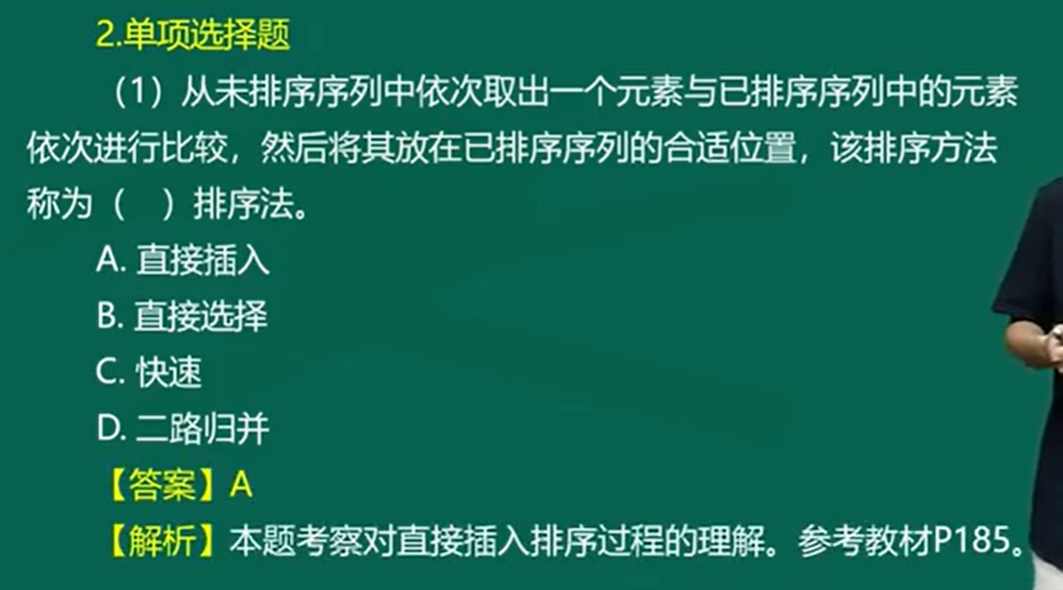 2.单项选择题
（1）从未排序序列中依次取出一个元素与已排序序列中的元素
依次进行比较，然后将其放在已排序序列的合适位置，该排序方法
称为（ ）排序法。
A. 直接插入
B. 直接选择
C. 快速
D. 二路归并
【答案】A
【解析】本题考察对直接插入排序过程的理解。参考教材P185。